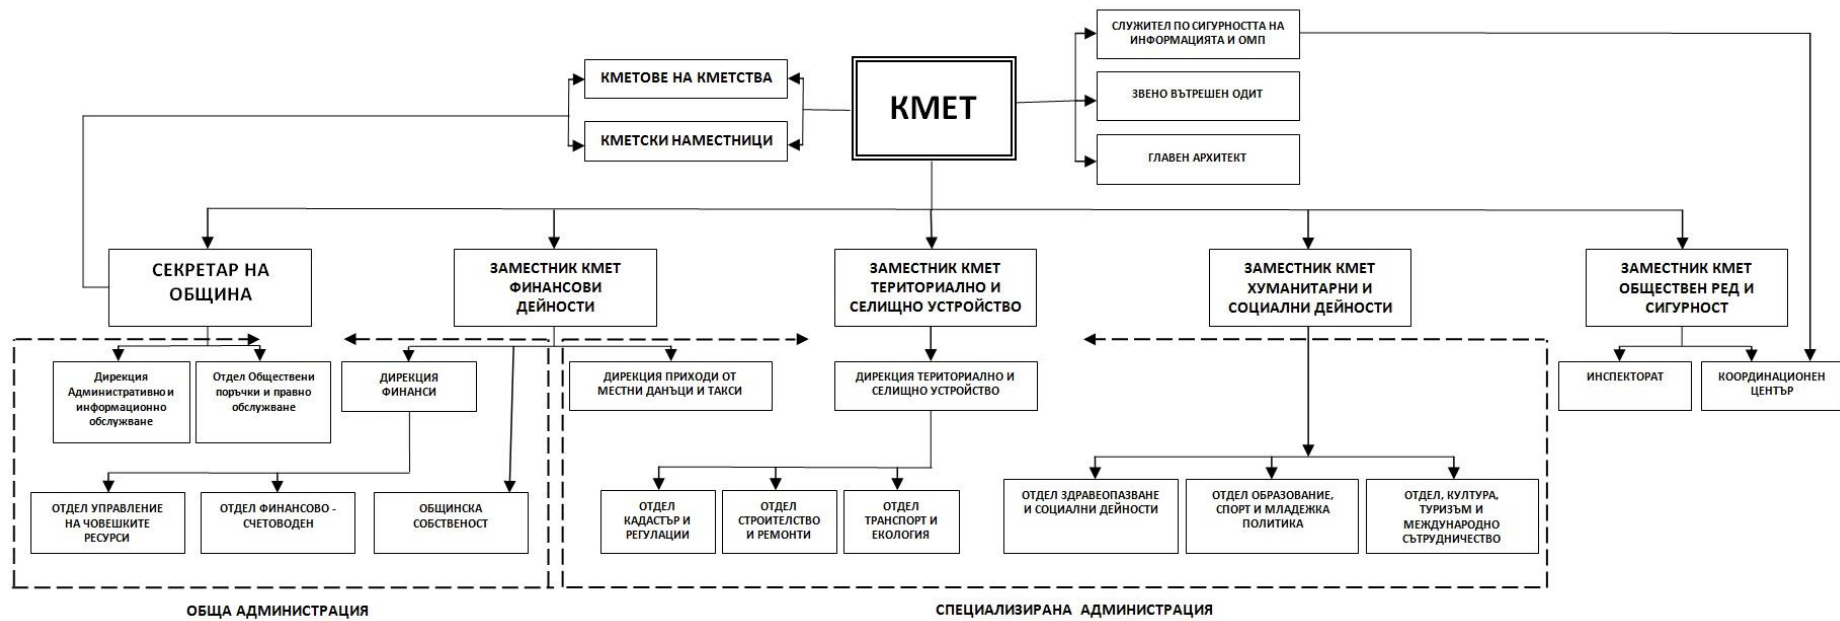 СЛУЖИТЕЛ ПО СИГУРНОСТТА НА
ИНФОРМАЦИЯТА И ОМП
КМЕТОВЕ НА КМЕТСТВА
КМЕТ
ЗВЕНО ВЪТРЕШЕН ОДИТ
КМЕТСКИ НАМЕСТНИЦИ
ГЛАВЕН АРХИТЕКТ
СЕКРЕТАР НА
ОБЩИНА
ЗАМЕСТНИК КМЕТ
ФИНАНСОВИ
ДЕЙНОСТИ
ЗАМЕСТНИК КМЕТ
ТЕРИТОРИАЛНО И
СЕЛИЩНО УСТРОЙСТВО
ЗАМЕСТНИК КМЕТ
ХУМАНИТАРНИ И
СОЦИАЛНИ ДЕЙНОСТИ
ЗАМЕСТНИК КМЕТ
ОБЩЕСТВЕН РЕД И
СИГУРНОСТ
Дирекция
Административно и
информационно
обслужване
Отдел Обществени
поръчки и правно
обслужване
ДИРЕКЦИЯ
ФИНАНСИ
ДИРЕКЦИЯ ПРИХОДИ ОТ
МЕСТНИ ДАНЪЦИ И ТАКСИ
ДИРЕКЦИЯ ТЕРИТОРИАЛНО И
СЕЛИЩНО УСТРОЙСТВО
ИНСПЕКТОРАТ
КООРДИНАЦИОНЕН
ЦЕНТЪР
ОТДЕЛ УПРАВЛЕНИЕ
НА ЧОВЕШКИТЕ
РЕСУРСИ
ОТДЕЛ ФИНАНСОВО -
СЧЕТОВОДЕН
ОБЩИНСКА
СОБСТВЕНОСТ
ОТДЕЛ
КАДАСТЪР И
РЕГУЛАЦИИ
ОТДЕЛ
СТРОИТЕЛСТВО
И РЕМОНТИ
ОТДЕЛ
ТРАНСПОРТ И
ЕКОЛОГИЯ
ОТДЕЛ ЗДРАВЕОПАЗВАНЕ
И СОЦИАЛНИ ДЕЙНОСТИ
ОТДЕЛ ОБРАЗОВАНИЕ,
СПОРТ И МЛАДЕЖКА
ПОЛИТИКА
ОТДЕЛ, КУЛТУРА,
ТУРИЗЪМ И
МЕЖДУНАРОДНО
СЪТРУДНИЧЕСТВО
ОБЩА АДМИНИСТРАЦИЯ
СПЕЦИАЛИЗИРАНА АДМИНИСТРАЦИЯ